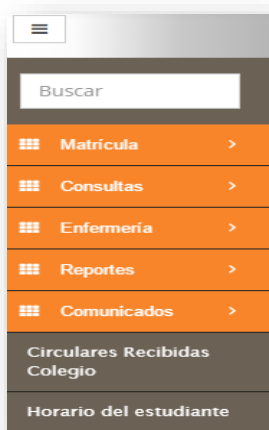 Buscar
Matrícula
Consultas
Enfermería
Reportes
Comunicados
Circulares Recibidas
Colegio
Horario del estudiante